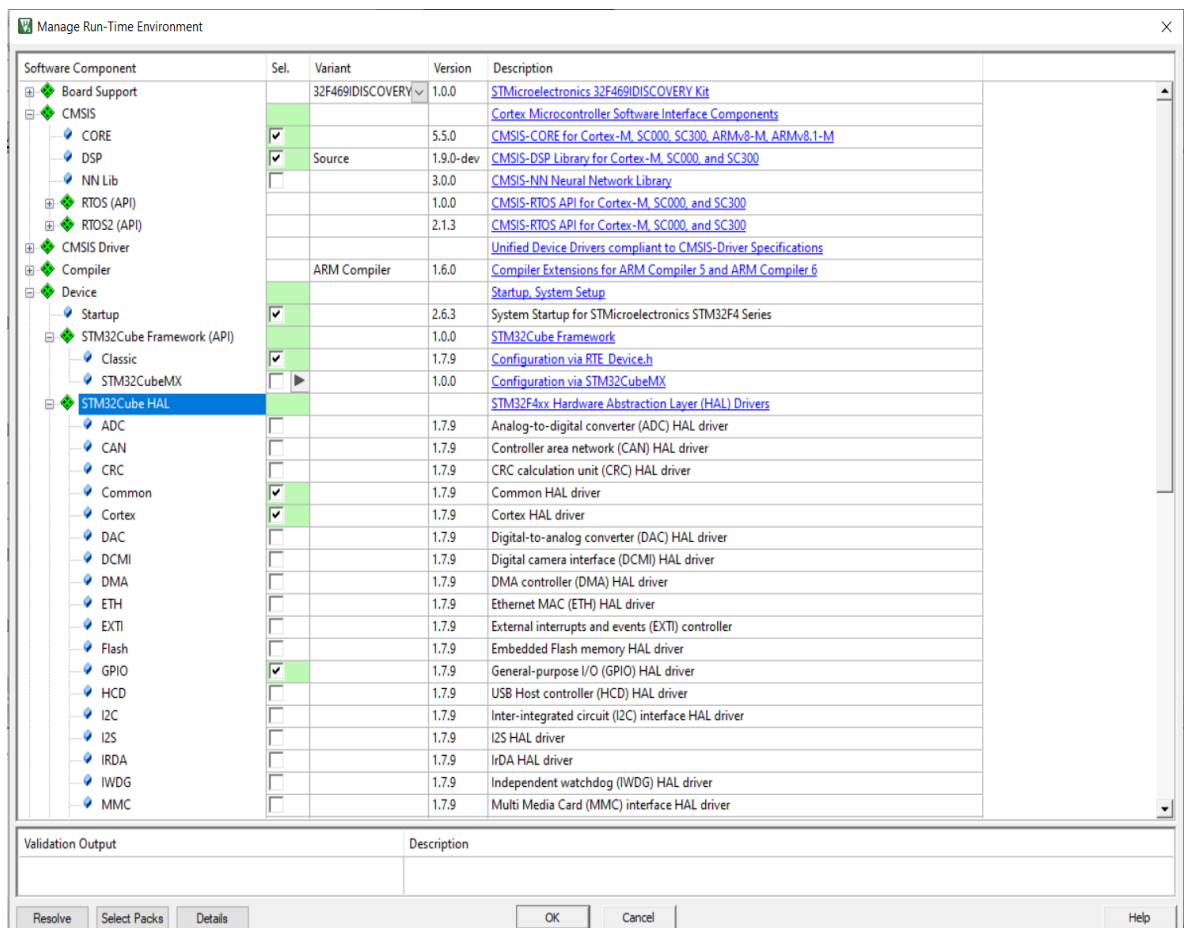 Manage Run-Time Environment
Software Component Sel. Variant Version Description
Board Support 32F469IDISCOVERY 1.0.0 STMicroelectronics 32F469IDISCOVERY Kit
CMSIS Cortex Microcontroller Software Interface Components
CORE 5.5.0 CMSIS-CORE for Cortex-M, SC000, SC300, ARMv8-M, ARMv8.1-M
DSP Source 1.9.0-dev CMSIS-DSP Library for Cortex-M, SC000, and SC300
NN Lib 3.0.0 CMSIS-NN Neural Network Library
RTOS (API) 1.0.0 CMSIS-RTOS API for Cortex-M, SC000, and SC300
RTOS2 (API) 2.1.3 CMSIS-RTOS API for Cortex-M, SC000, and SC300
CMSIS Driver Unified Device Drivers compliant to CMSIS-Driver Specifications
Compiler ARM Compiler 1.6.0 Compiler Extensions for ARM Compiler 5 and ARM Compiler 6
Device Startup, System Setup
Startup 2.6.3 System Startup for STMicroelectronics STM32F4 Series
STM32Cube Framework (API) 1.0.0 STM32Cube Framework
Classic 1.7.9 Configuration via RTE_Device.h
STM32CubeMX 1.0.0 Configuration via STM32CubeMX
STM32Cube HAL STM32F4xx Hardware Abstraction Layer (HAL) Drivers
ADC 1.7.9 Analog-to-digital converter (ADC) HAL driver
CAN 1.7.9 Controller area network (CAN) HAL driver
CRC 1.7.9 CRC calculation unit (CRC) HAL driver
Common 1.7.9 Common HAL driver
Cortex 1.7.9 Cortex HAL driver
DAC 1.7.9 Digital-to-analog converter (DAC) HAL driver
DCMI 1.7.9 Digital camera interface (DCMI) HAL driver
DMA 1.7.9 DMA controller (DMA) HAL driver
ETH 1.7.9 Ethernet MAC (ETH) HAL driver
EXTI 1.7.9 External interrupts and events (EXTI) controller
Flash 1.7.9 Embedded Flash memory HAL driver
GPIO 1.7.9 General-purpose I/O (GPIO) HAL driver
HCD 1.7.9 USB Host controller (HCD) HAL driver
I2C 1.7.9 Inter-integrated circuit (I2C) interface HAL driver
I2S 1.7.9 I2S HAL driver
IRDA 1.7.9 IrDA HAL driver
IWDG 1.7.9 Independent watchdog (IWDG) HAL driver
MMC 1.7.9 Multi Media Card (MMC) interface HAL driver
Validation Output Description
Resolve Select Packs Details OK Cancel Help